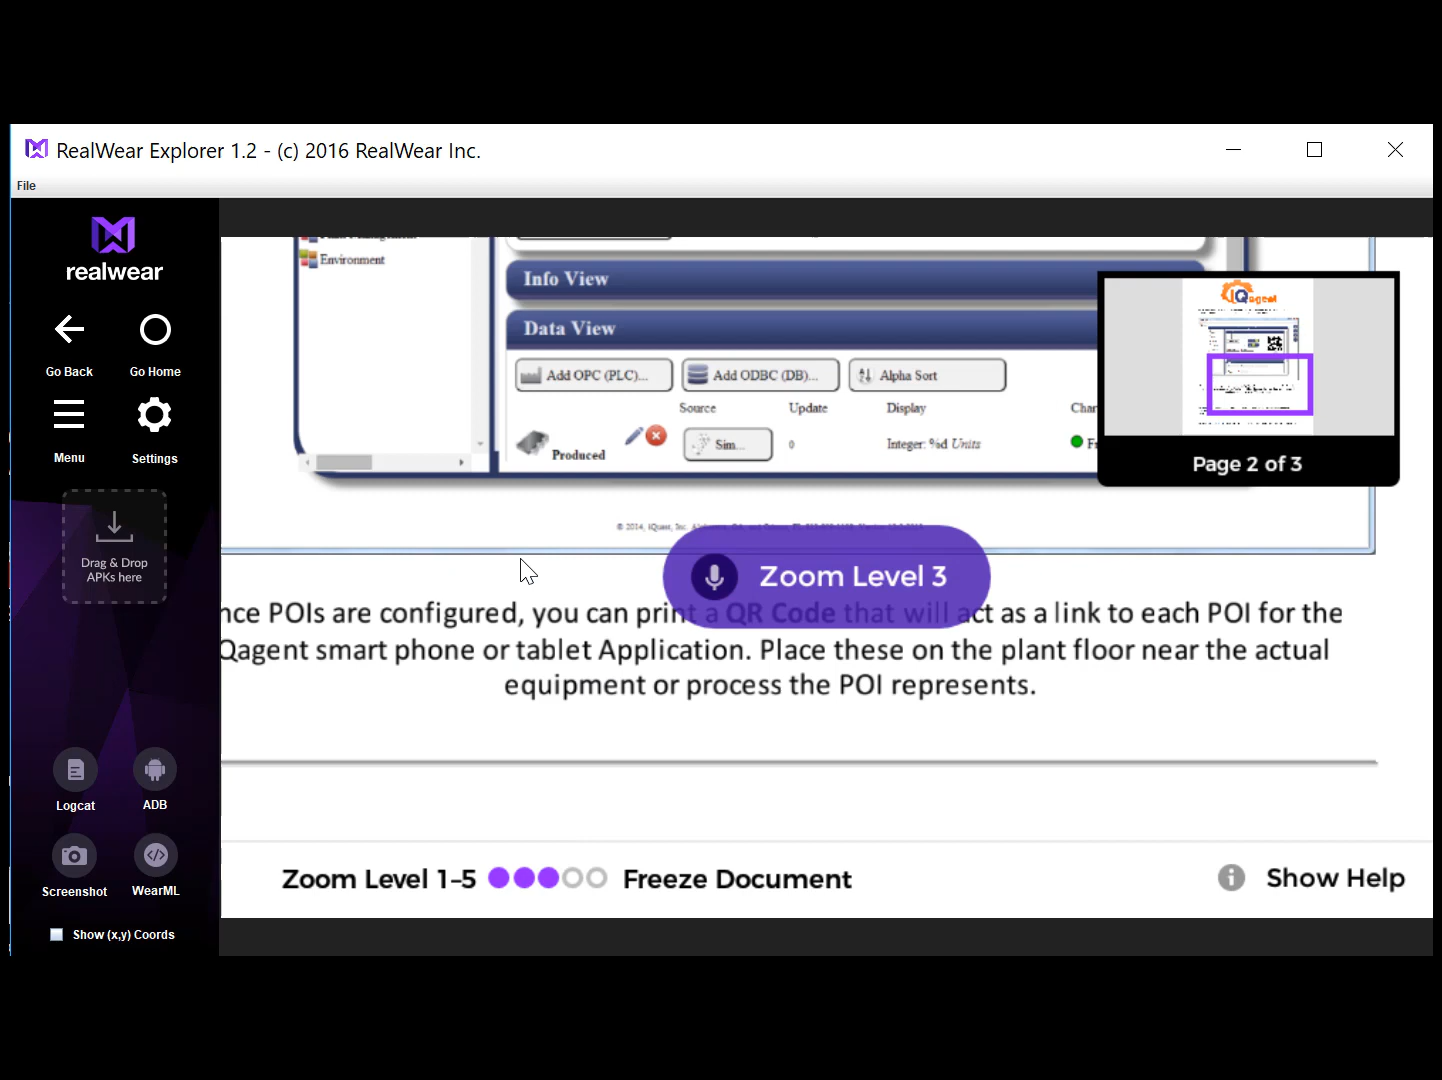 RealWear Explorer 1.2 - (c) 2016 RealWear Inc.
File
realwear
Go Back
Go Home
Menu
Settings
Drag & Drop
APKs here
Logcat
ADB
Screenshot
WearML
Show (x,y) Coords
Environment
Info View
Data View
Add OPC (PLC)...
Add ODBC (DB)...
Alpha Sort
Source
Update
Display
Char
Produced
Sim...
0
Integer: %d Units
IQagent
Page 2 of 3
© 2014, iQuest, Inc.
Zoom Level 3
nce POIs are configured, you can print a QR Code that will act as a link to each POI for the
Qagent smart phone or tablet Application. Place these on the plant floor near the actual
equipment or process the POI represents.
Zoom Level 1-5
Freeze Document
Show Help